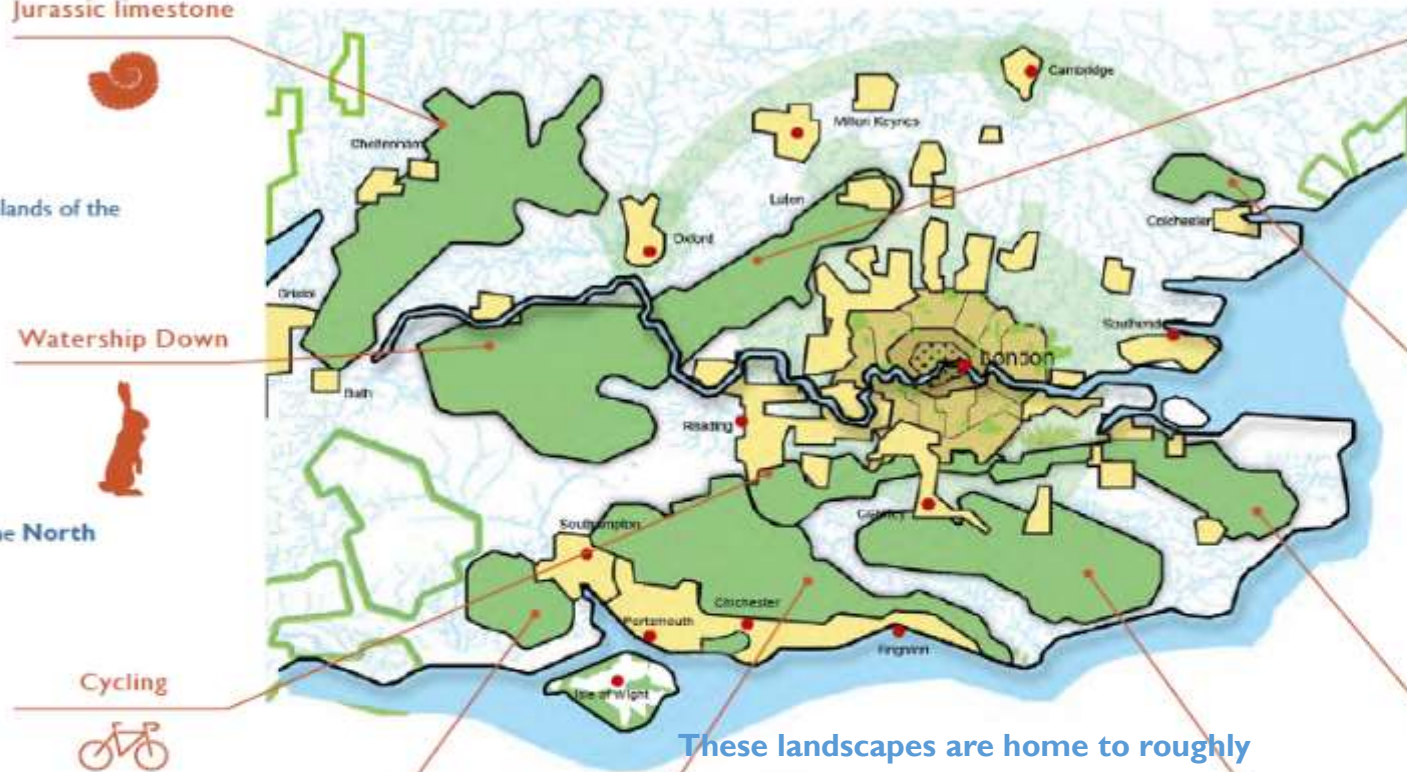 Jurassic limestone
Cambridge
Milton Keynes
Cheltenham
Luton
lands of the
Colchester
Oxford
Bristol
Southend
Watership Down
London
Bath
Reading
Southampton
he North
Chichester
Portsmouth
Brighton
Cycling
Isle of Wight
These landscapes are home to roughly